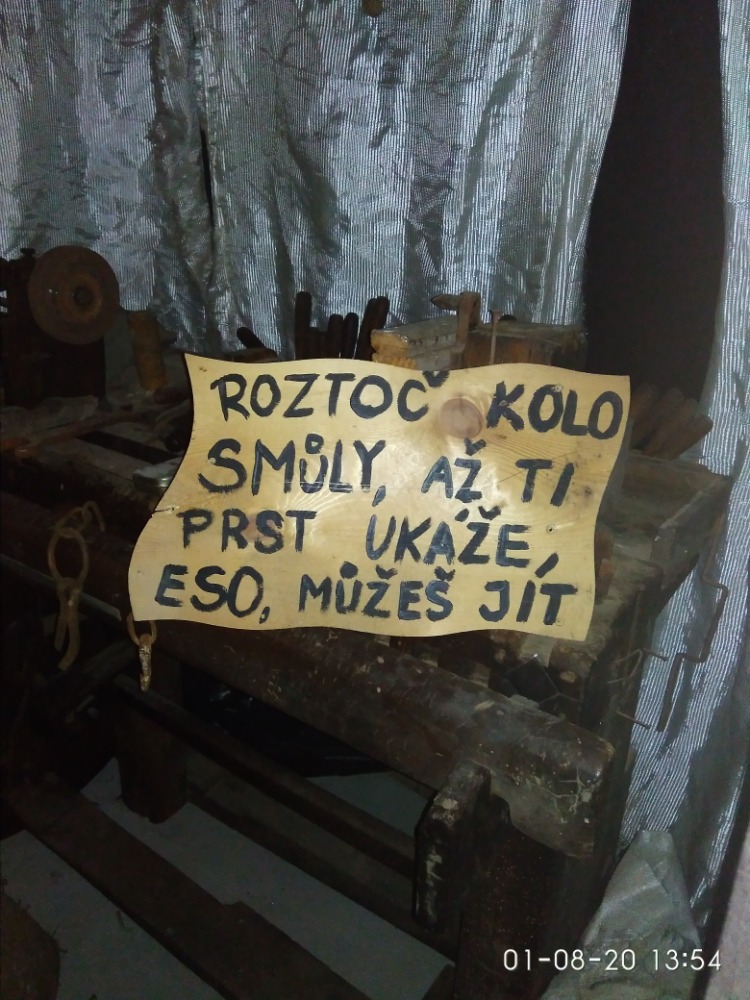 ROZTOČ KOLO
SMŮLY, AŽ TI
PRST UKÁŽE,
ESO, MŮŽEŠ JÍT
01-08-20 13:54